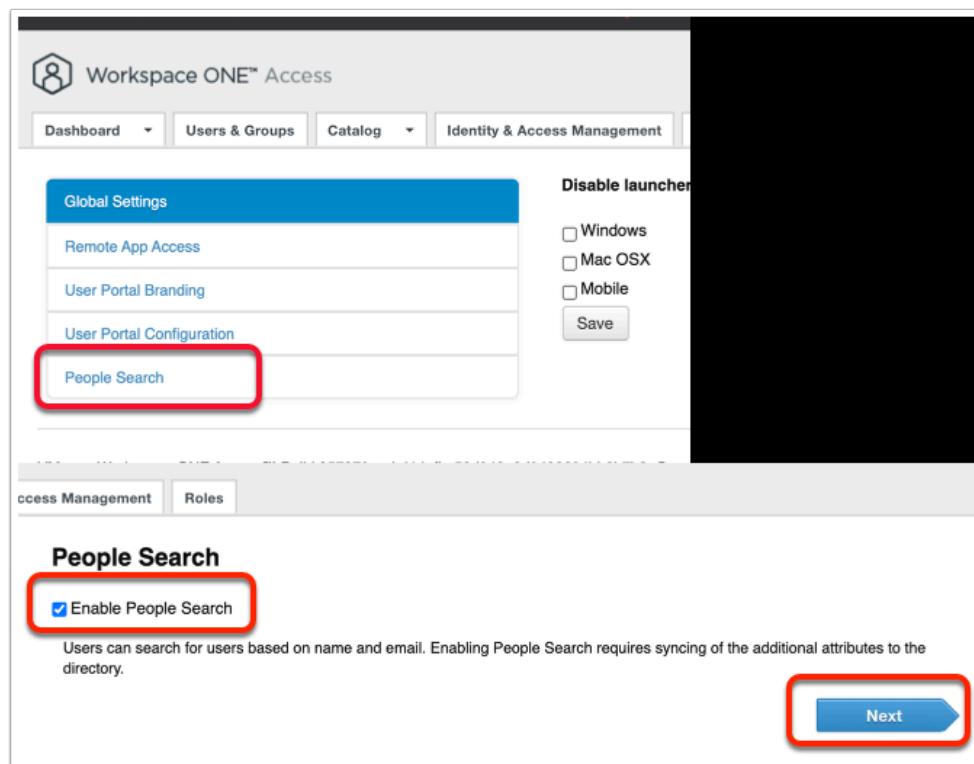 Workspace ONE™ Access
Dashboard
Users & Groups
Catalog
Identity & Access Management
Global Settings
Remote App Access
User Portal Branding
User Portal Configuration
People Search
Disable launcher
Windows
Mac OSX
Mobile
Save
ccess Management
Roles
People Search
Enable People Search
Users can search for users based on name and email. Enabling People Search requires syncing of the additional attributes to the
directory.
Next